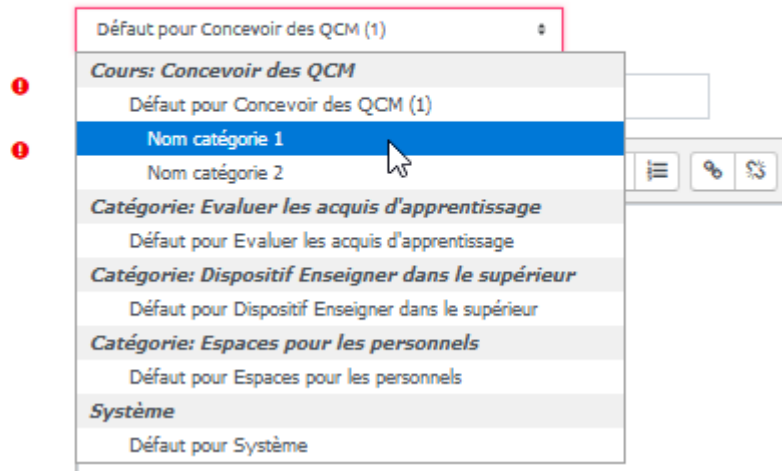 Défaut pour Concevoir des QCM (1)
Cours: Concevoir des QCM
Défaut pour Concevoir des QCM (1)
Nom catégorie 1
Nom catégorie 2
Catégorie: Evaluer les acquis d'apprentissage
Défaut pour Evaluer les acquis d'apprentissage
Catégorie: Dispositif Enseigner dans le supérieur
Défaut pour Dispositif Enseigner dans le supérieur
Catégorie: Espaces pour les personnels
Défaut pour Espaces pour les personnels
Système
Défaut pour Système